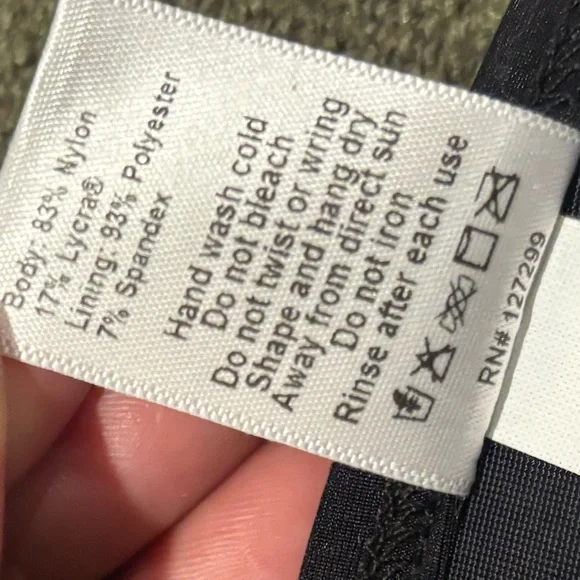 Body: 83% Nylon
17% Lycra®
Lining: 93% Polyester
7% Spandex
Hand wash cold
Do not bleach
Do not twist or wring
Shape and hang dry
Away from direct sun
Do not iron
Rinse after each use
RN# 127299